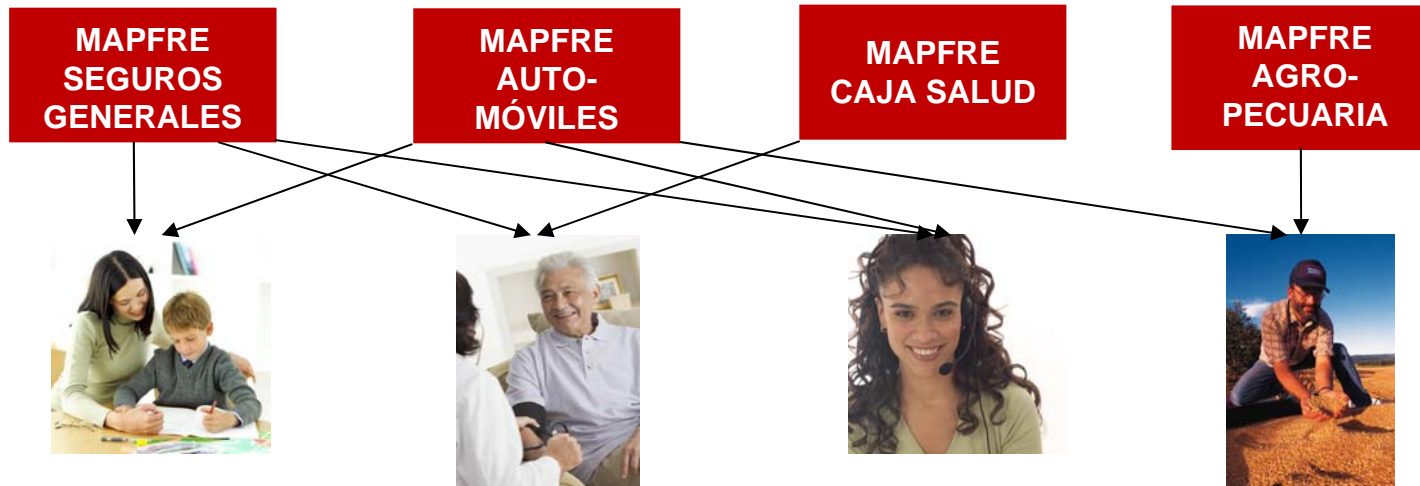 MAPFRE
SEGUROS
GENERALES
MAPFRE
AUTO-
MÓVILES
MAPFRE
CAJA SALUD
MAPFRE
AGRO-
PECUARIA